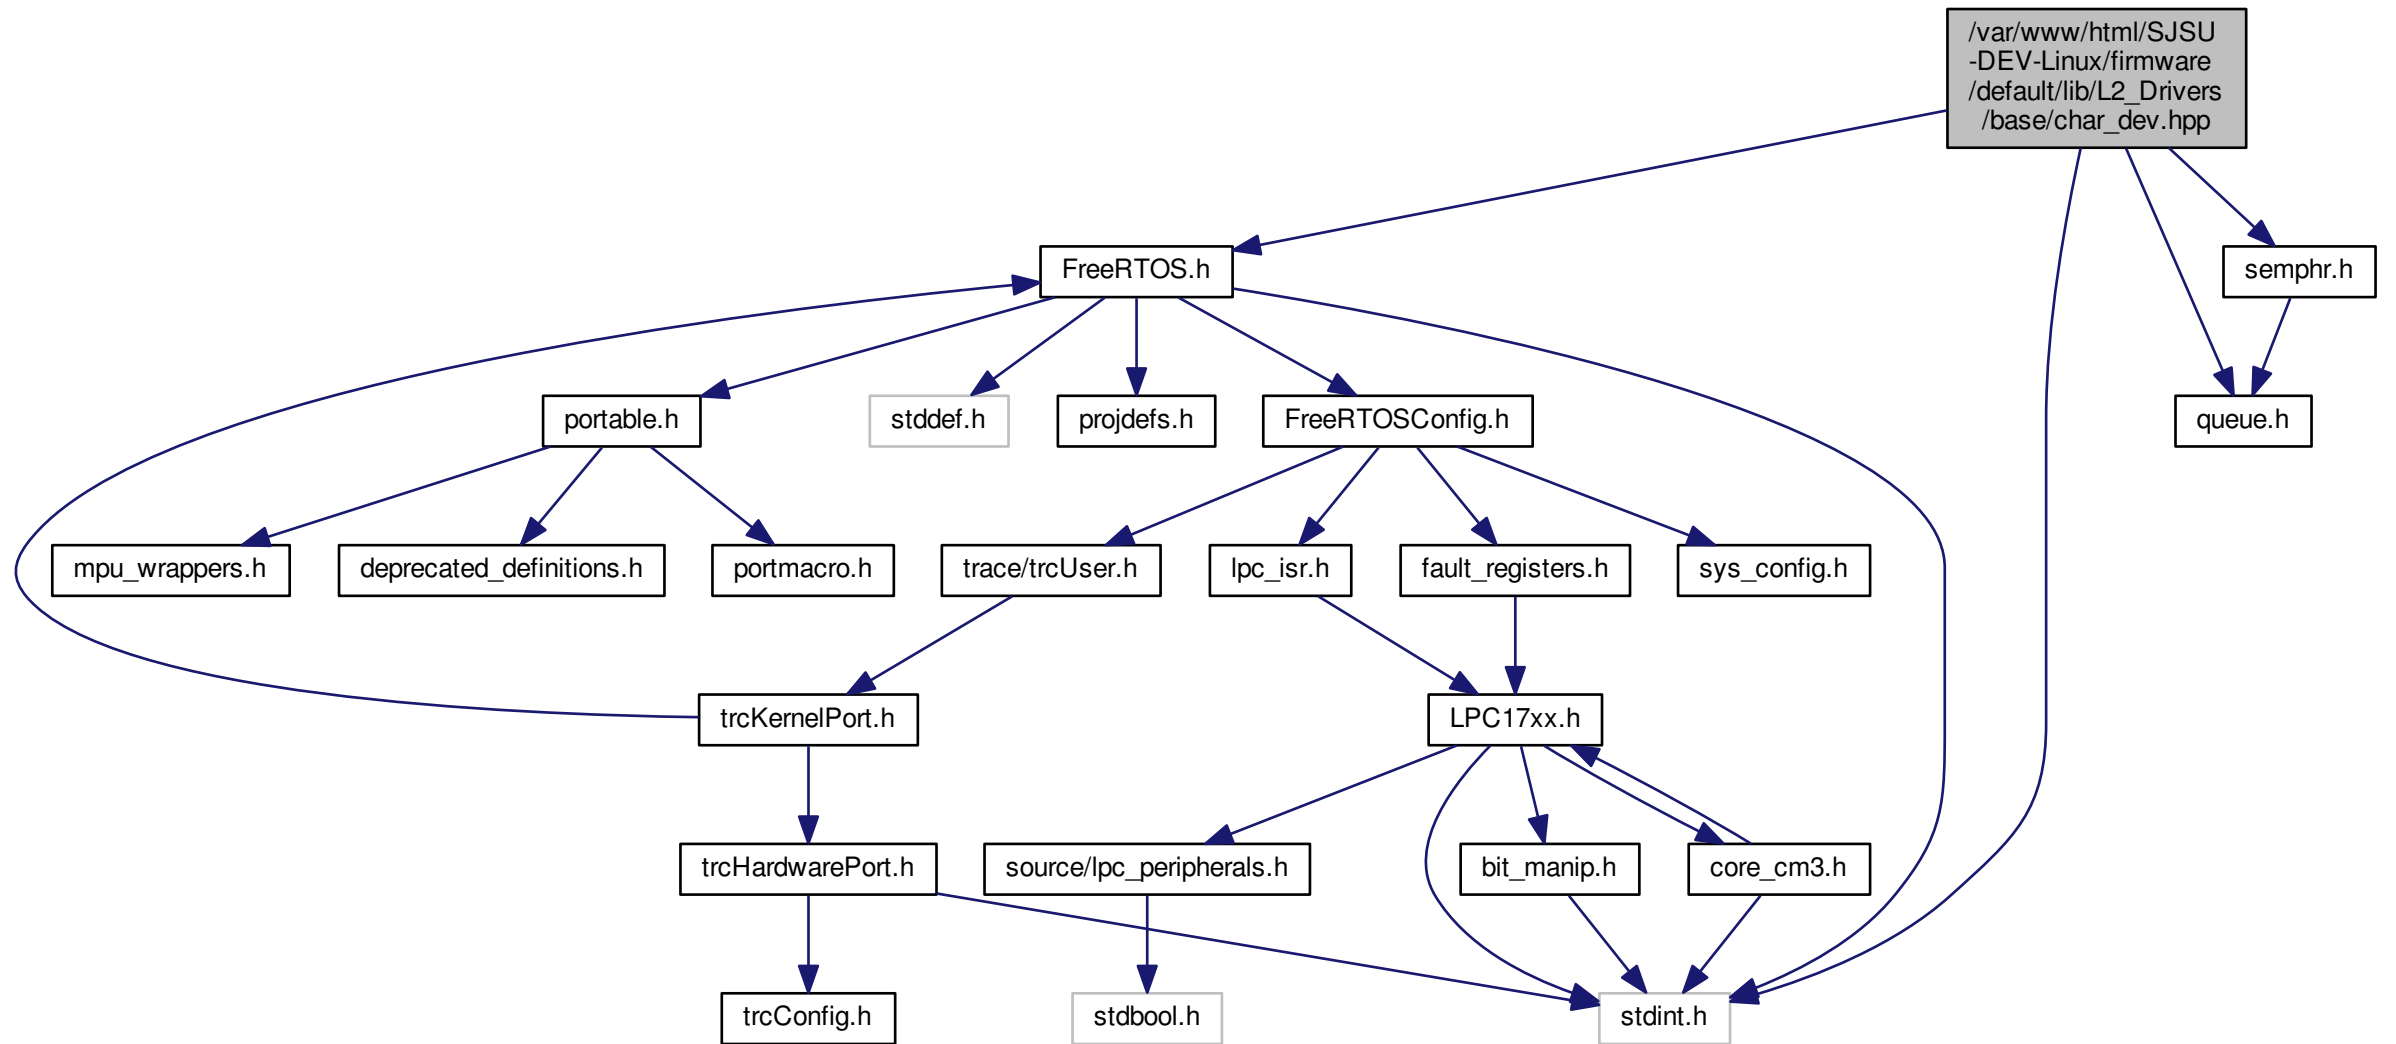 /var/www/html/SJSU
-DEV-Linux/firmware
/default/lib/L2_Drivers
/base/char_dev.hpp
FreeRTOS.h
semphr.h
portable.h
stddef.h
projdefs.h
FreeRTOSConfig.h
queue.h
mpu_wrappers.h
deprecated_definitions.h
portmacro.h
trace/trcUser.h
lpc_isr.h
fault_registers.h
sys_config.h
trcKernelPort.h
LPC17xx.h
trcHardwarePort.h
source/lpc_peripherals.h
bit_manip.h
core_cm3.h
trcConfig.h
stdbool.h
stdint.h